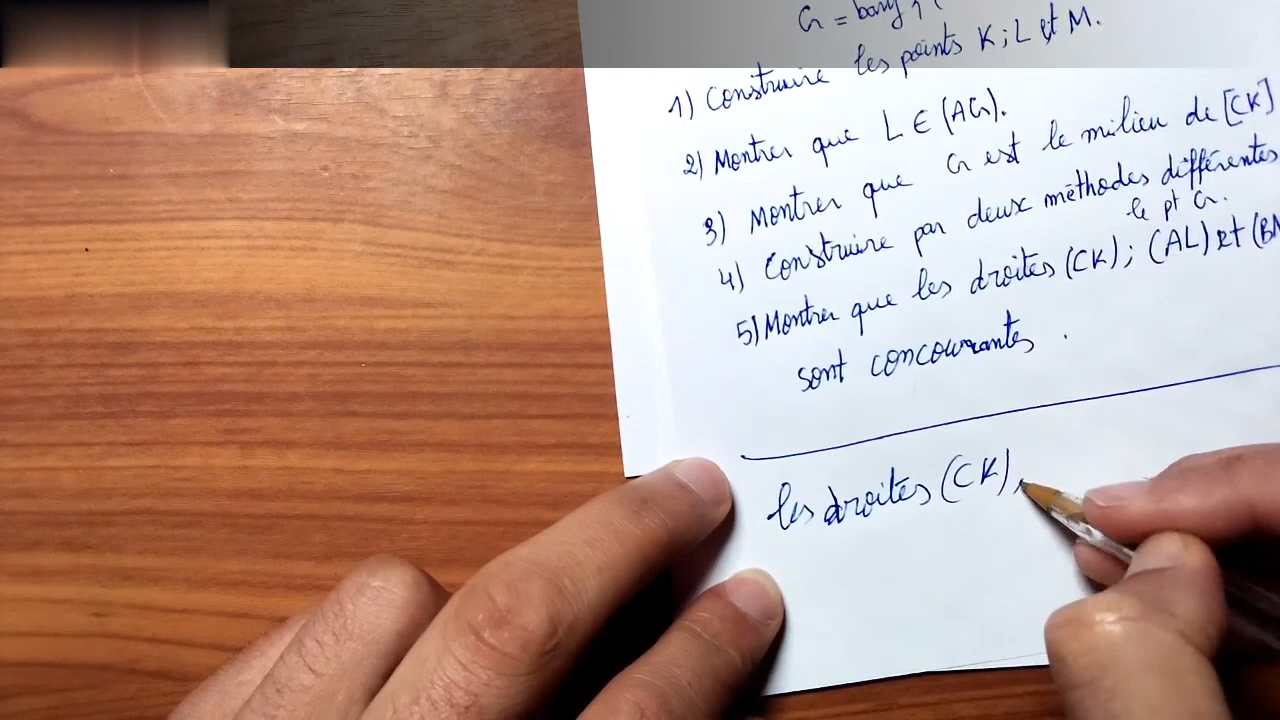 G = bary
1) Construire les points K ; L et M.
2) Montrer que L ∈ (AG).
3) Montrer que G est le milieu de [CK]
4) Construire par deux méthodes différentes
le pt G.
5) Montrer que les droites (CK) ; (AL) et (B
sont concourantes .
les droites (CK),